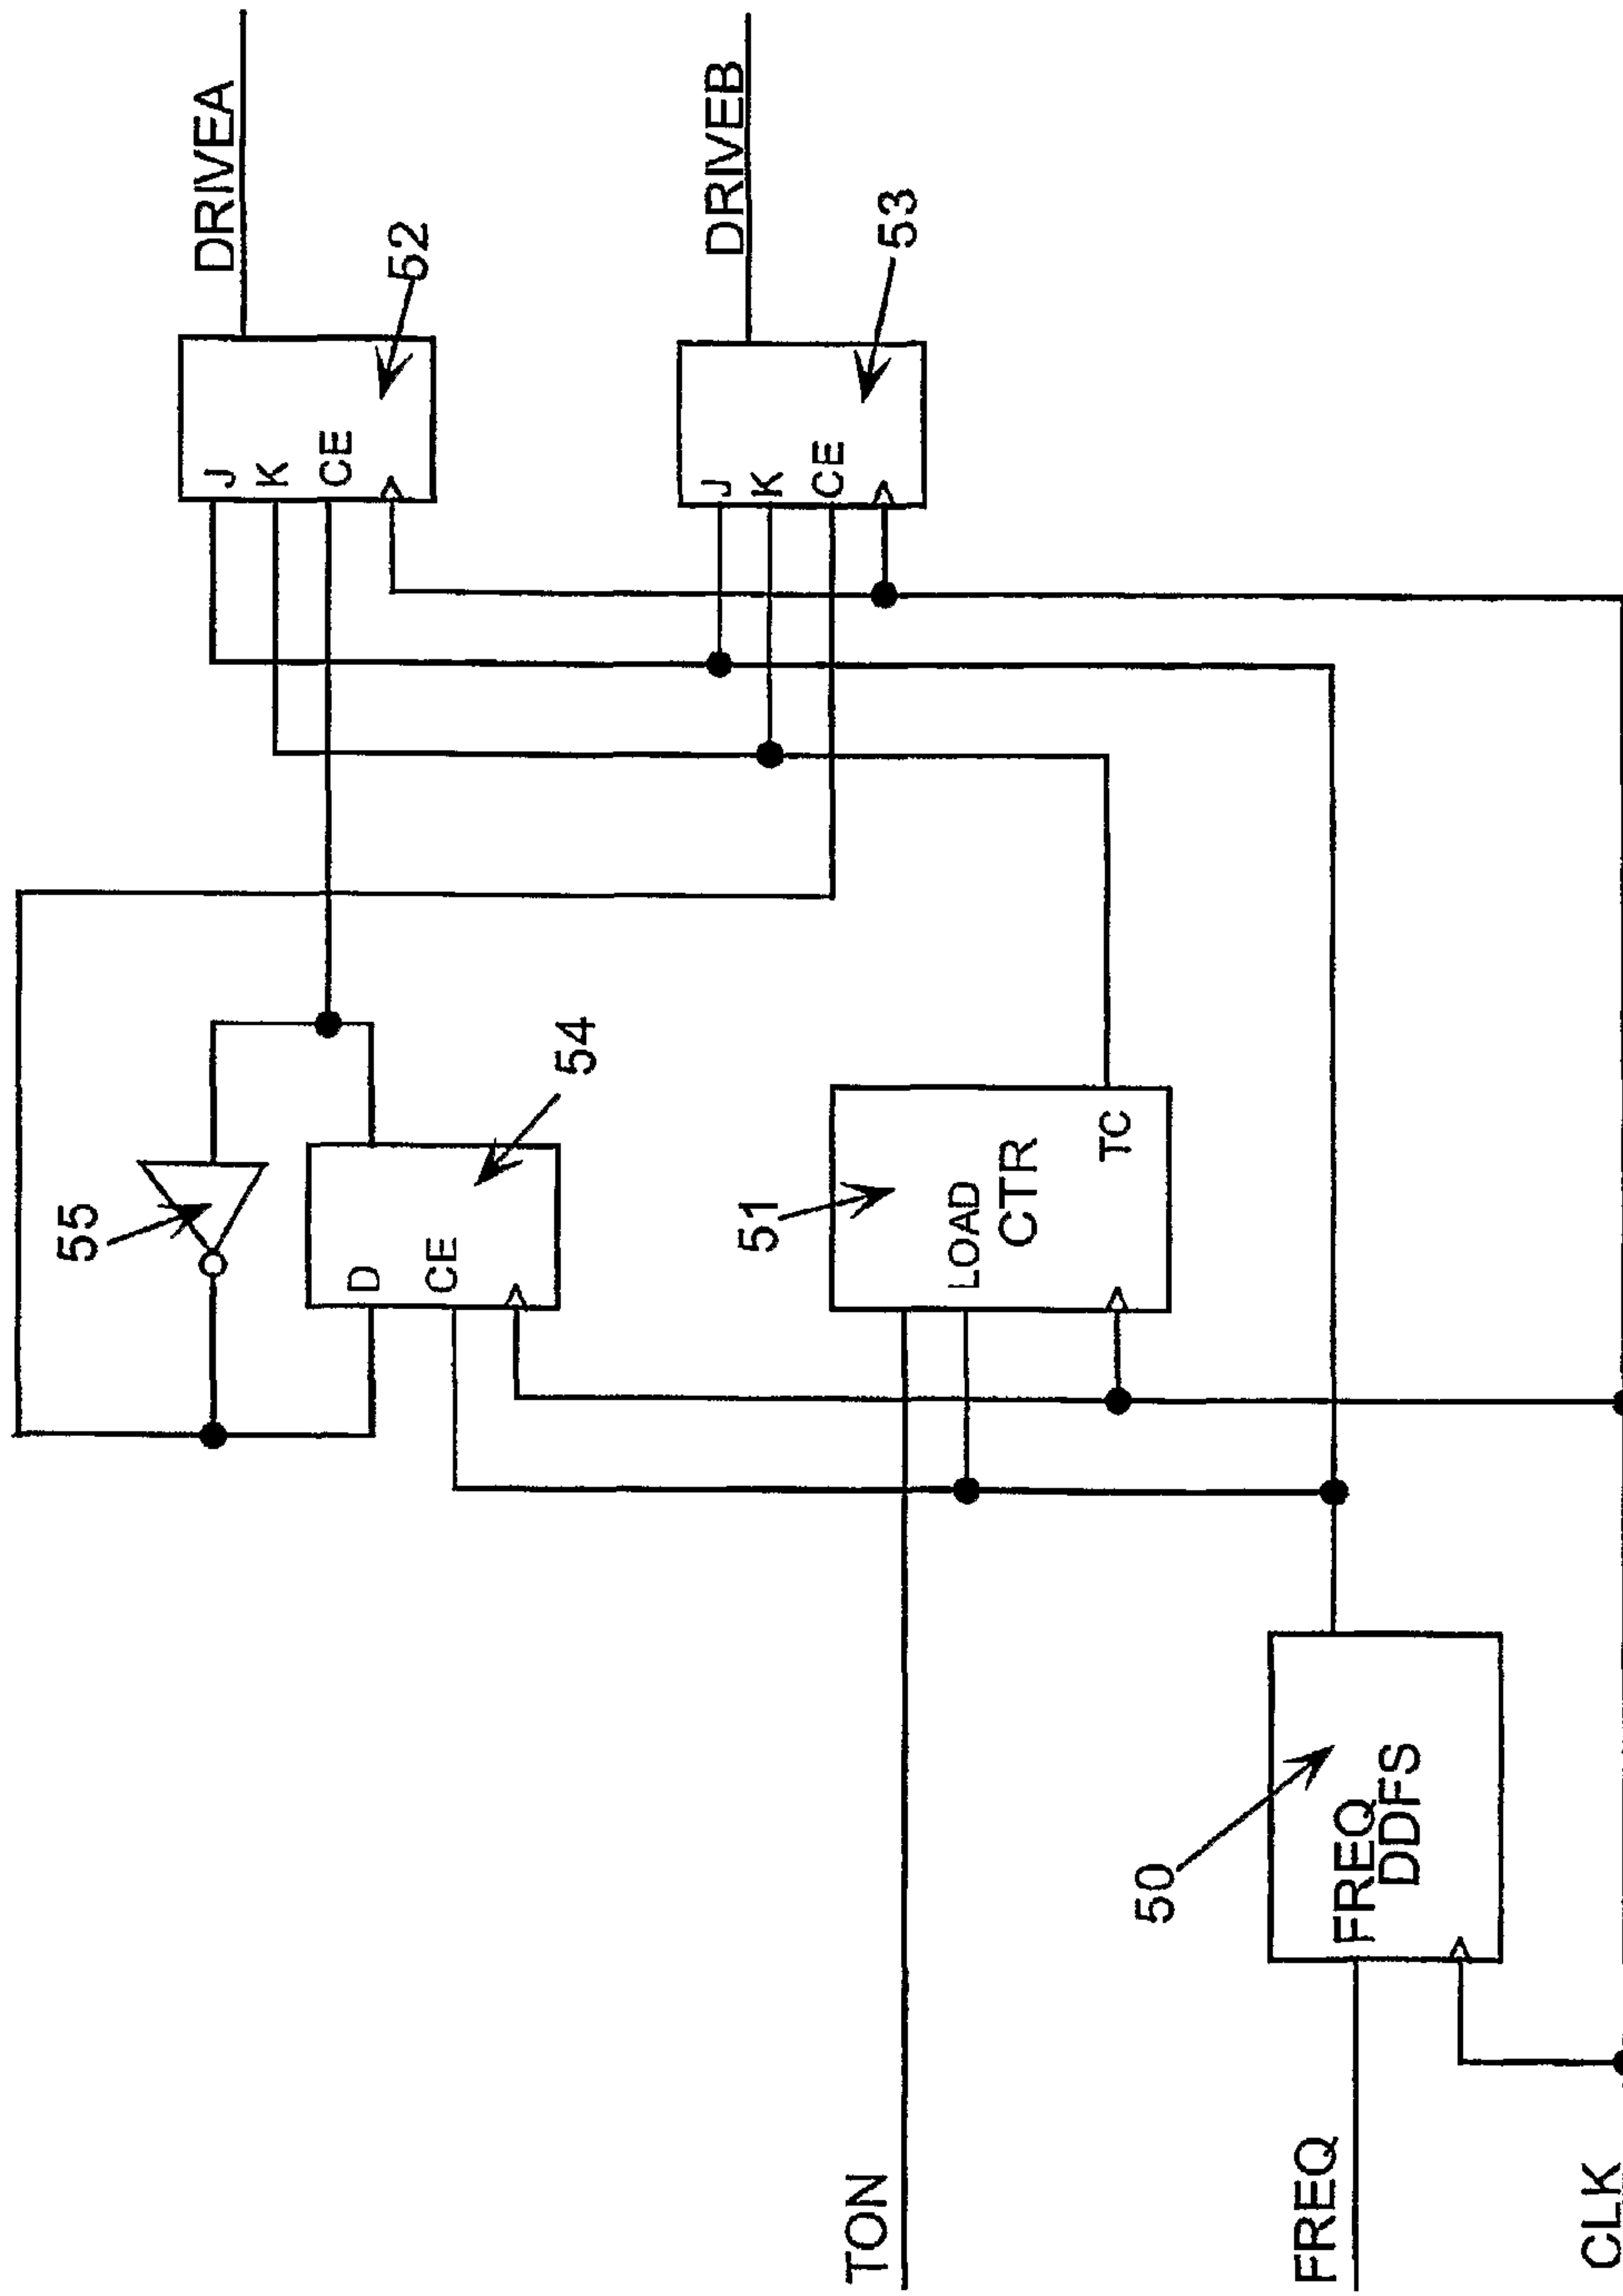 DRIVEA
DRIVEB
52
53
J
K
CE
J
K
CE
55
54
D
CE
51
LOAD
CTR
TC
50
FREQ
DDFS
TON
FREQ
CLK